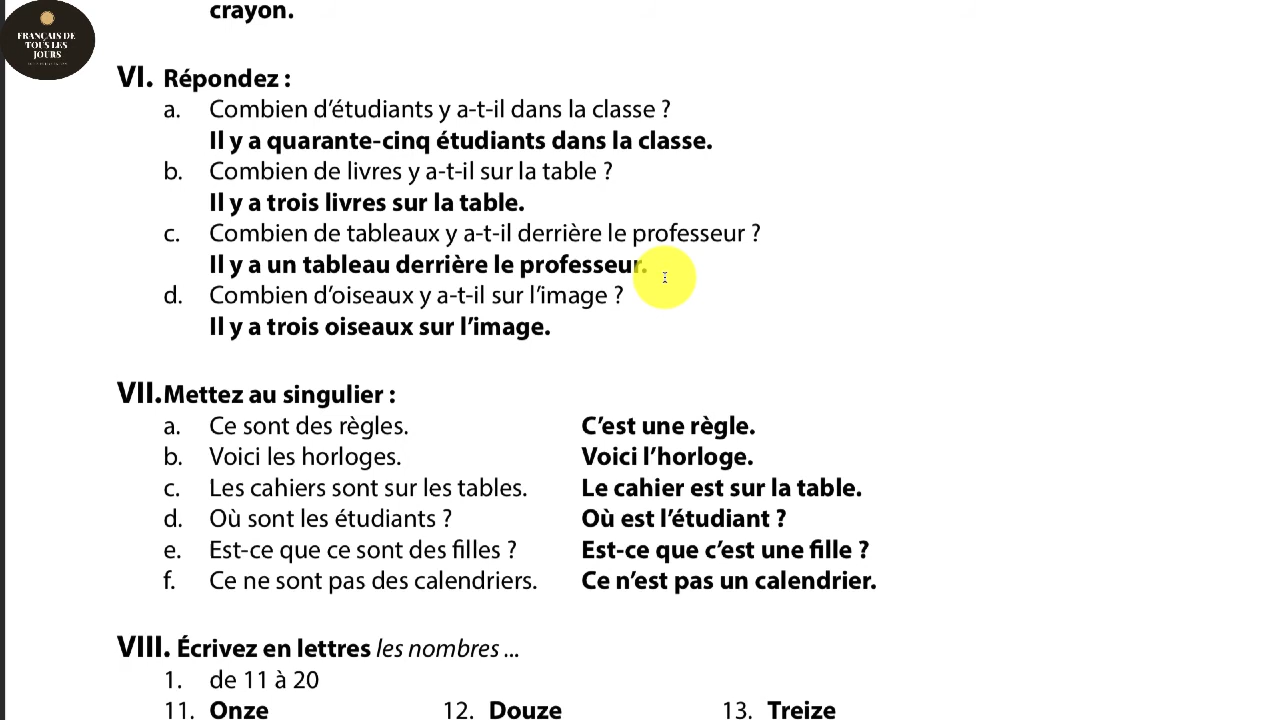 FRANÇAIS DE
TOUS LES
JOURS
crayon.
VI. Répondez :
a. Combien d’étudiants y a-t-il dans la classe ?
Il y a quarante-cinq étudiants dans la classe.
b. Combien de livres y a-t-il sur la table ?
Il y a trois livres sur la table.
c. Combien de tableaux y a-t-il derrière le professeur ?
Il y a un tableau derrière le professeur.
d. Combien d’oiseaux y a-t-il sur l’image ?
Il y a trois oiseaux sur l’image.
VII. Mettez au singulier :
a. Ce sont des règles. C’est une règle.
b. Voici les horloges. Voici l’horloge.
c. Les cahiers sont sur les tables. Le cahier est sur la table.
d. Où sont les étudiants ? Où est l’étudiant ?
e. Est-ce que ce sont des filles ? Est-ce que c’est une fille ?
f. Ce ne sont pas des calendriers. Ce n’est pas un calendrier.
VIII. Écrivez en lettres les nombres ...
1. de 11 à 20
11. Onze 12. Douze 13. Treize